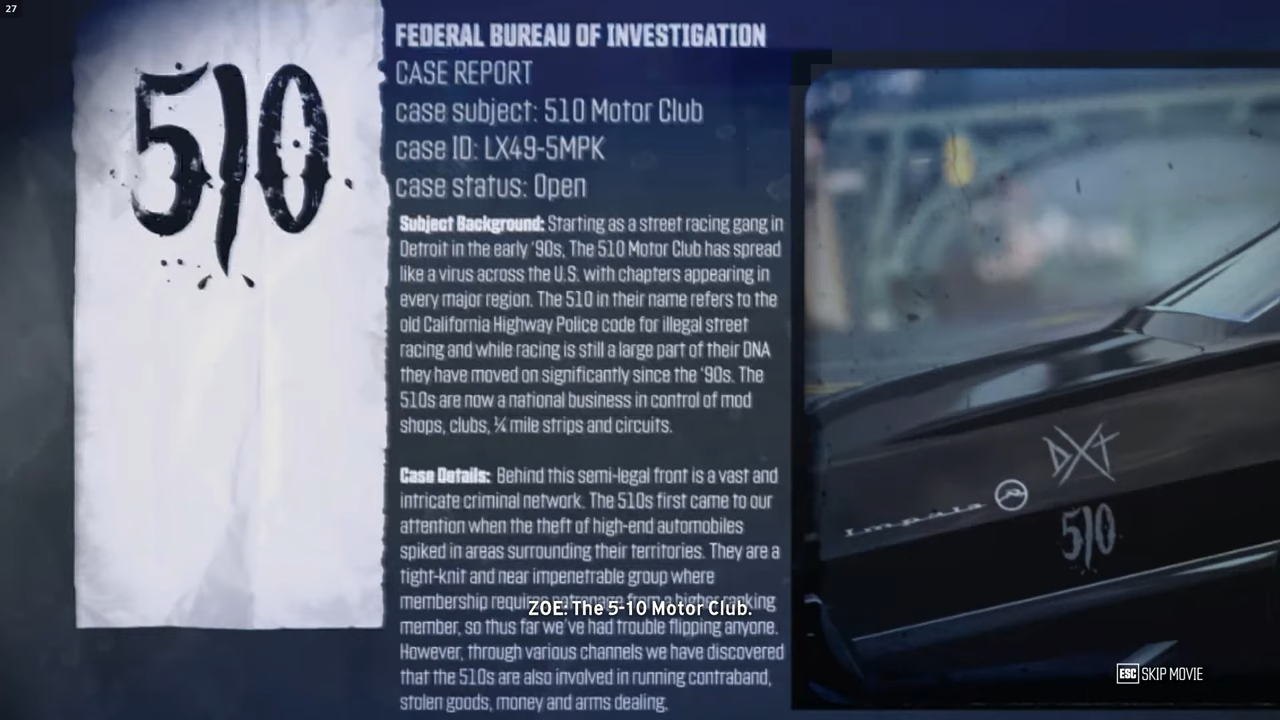 27
510
FEDERAL BUREAU OF INVESTIGATION
CASE REPORT
case subject: 510 Motor Club
case ID: LX49-5MPK
case status: Open
Subject Background: Starting as a street racing gang in
Detroit in the early '90s, The 510 Motor Club has spread
like a virus across the U.S. with chapters appearing in
every major region. The 510 in their name refers to the
old California Highway Police code for illegal street
racing and while racing is still a large part of their DNA
they have moved on significantly since the '90s. The
510s are now a national business in control of mod
shops, clubs, ¼ mile strips and circuits.
Case Details: Behind this semi-legal front is a vast and
intricate criminal network. The 510s first came to our
attention when the theft of high-end automobiles
spiked in areas surrounding their territories. They are a
tight-knit and near impenetrable group where
membership requires patronage from a higher ranking
ZOE: The 5-10 Motor Club.
member, so thus far we've had trouble flipping anyone.
However, through various channels we have discovered
that the 510s are also involved in running contraband,
stolen goods, money and arms dealing.
DXT
Impala
510
ESC SKIP MOVIE